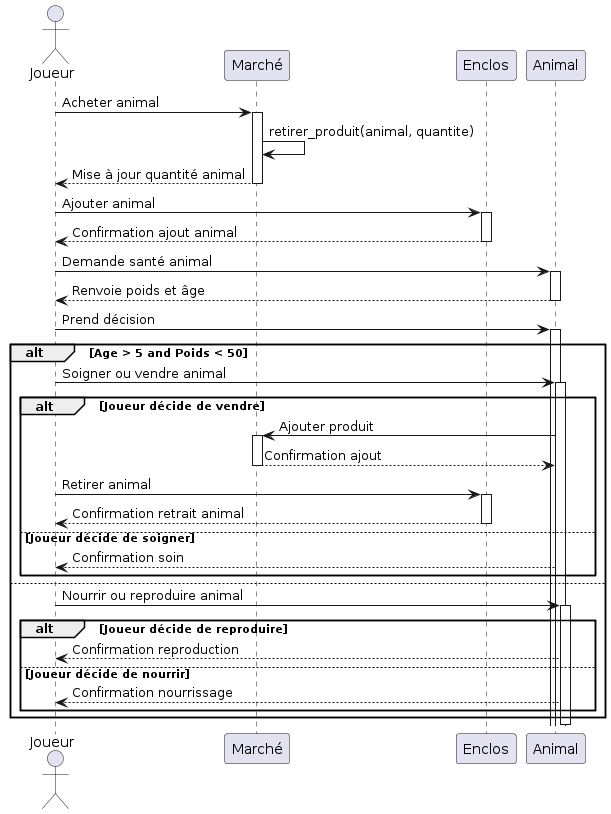 Joueur
Marché
Enclos
Animal
Acheter animal
retirer_produit(animal, quantite)
Mise à jour quantité animal
Ajouter animal
Confirmation ajout animal
Demande santé animal
Renvoie poids et âge
Prend décision
alt [Age > 5 and Poids < 50]
Soigner ou vendre animal
alt [Joueur décide de vendre]
Ajouter produit
Confirmation ajout
Retirer animal
Confirmation retrait animal
[Joueur décide de soigner]
Confirmation soin
Nourrir ou reproduire animal
alt [Joueur décide de reproduire]
Confirmation reproduction
[Joueur décide de nourrir]
Confirmation nourrissage
Joueur
Marché
Enclos
Animal